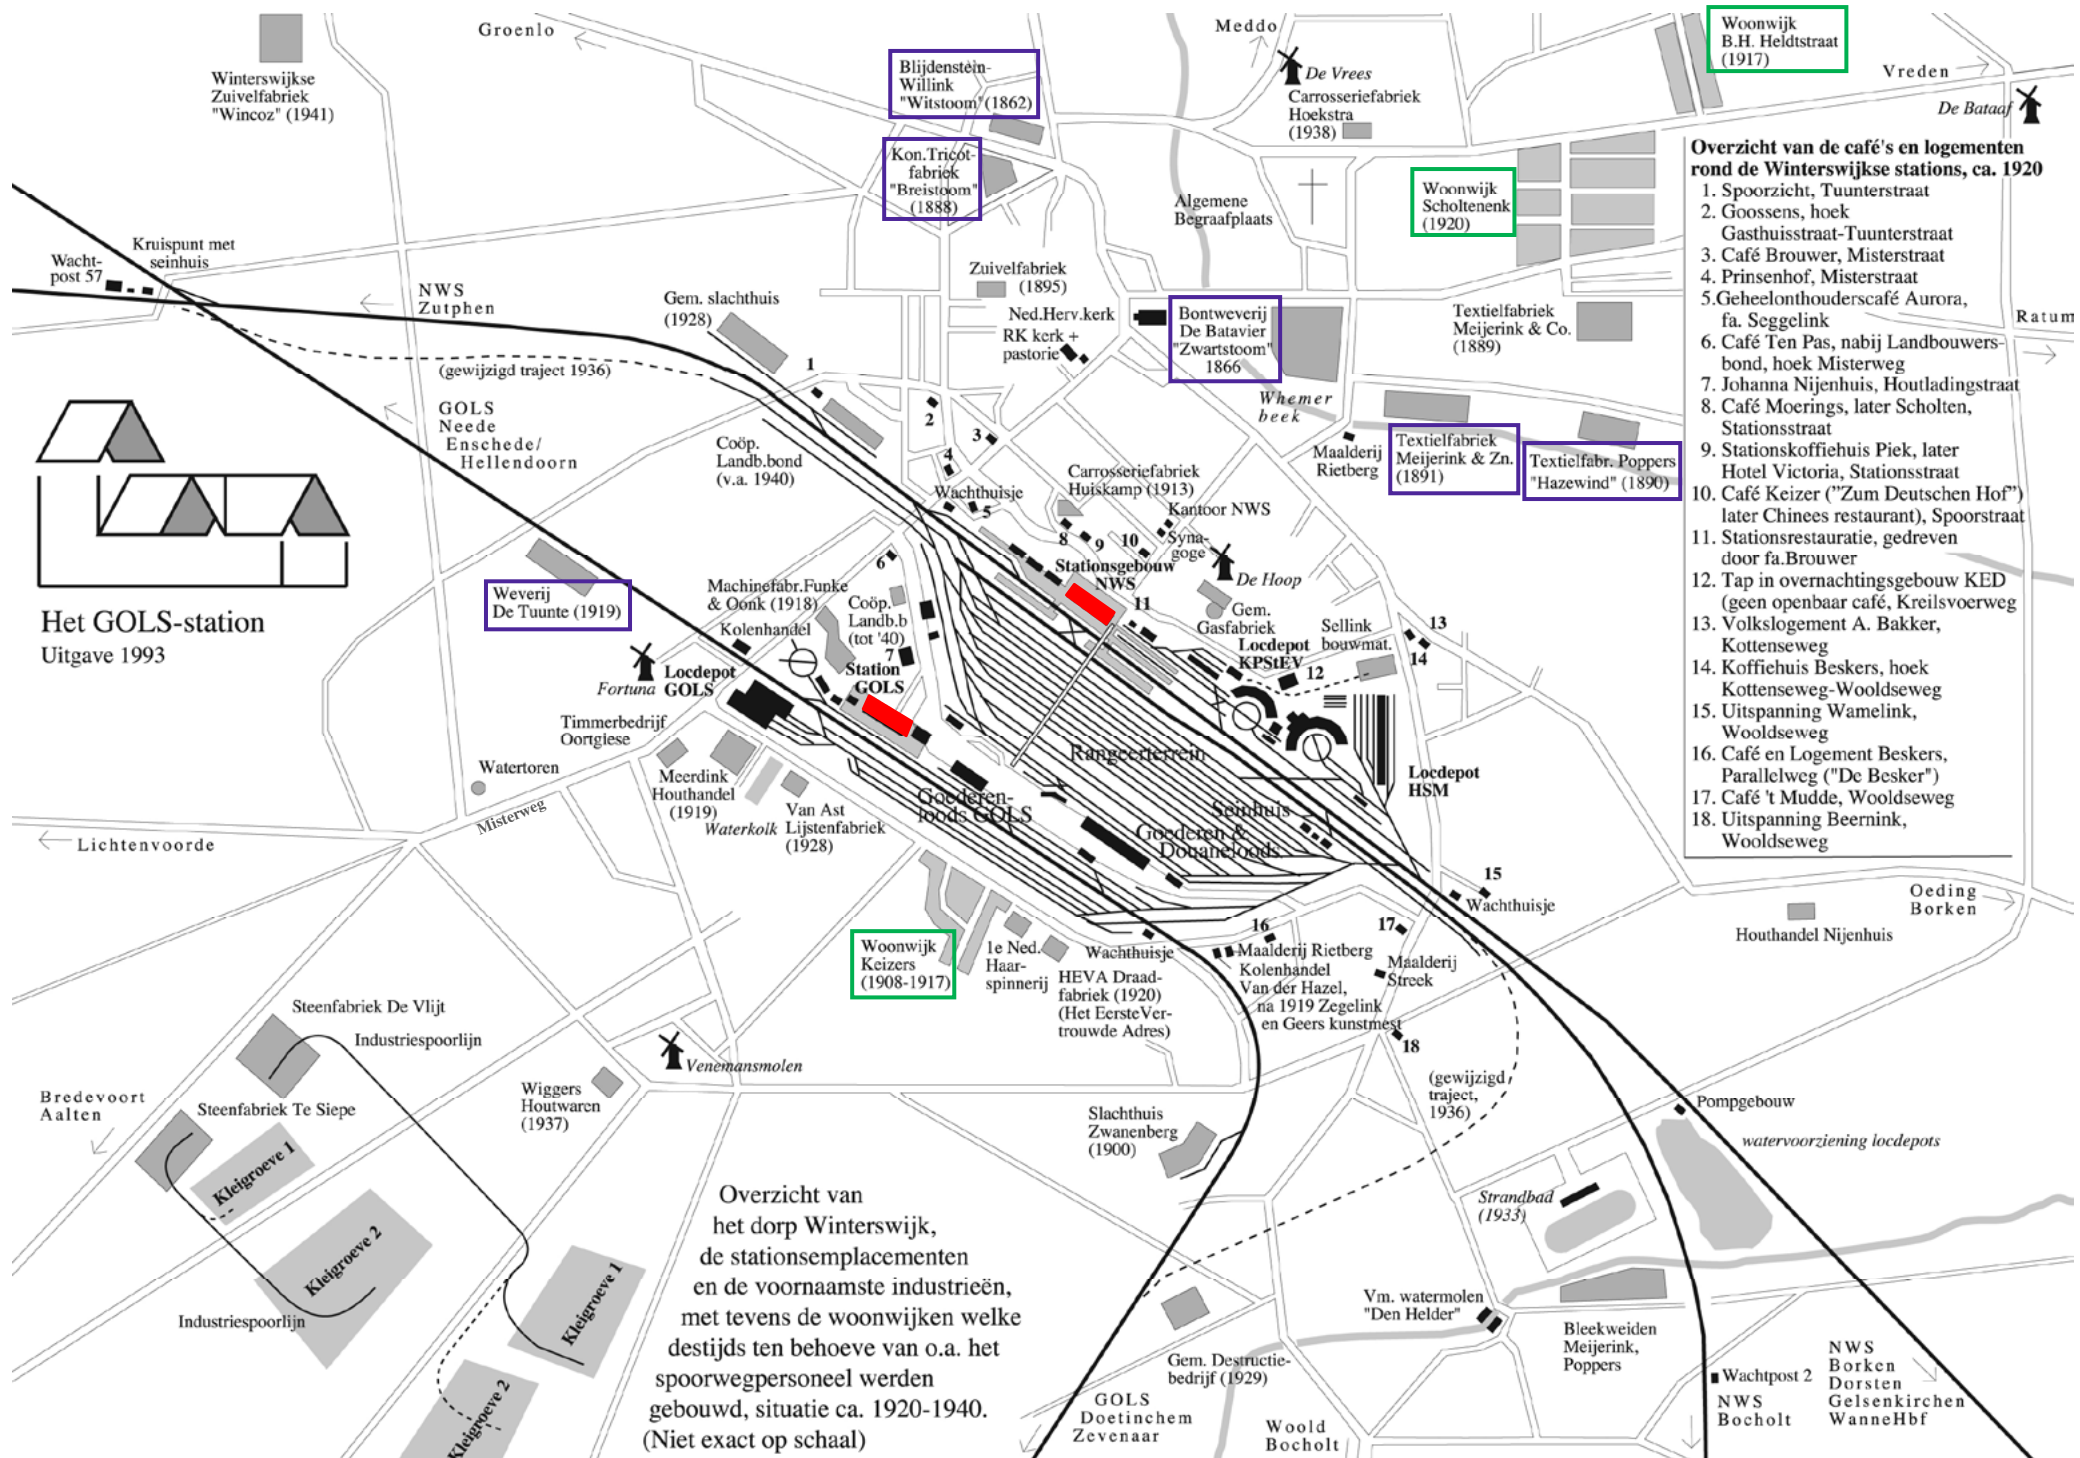 Groenlo
Meddo
Woonwijk
B.H. Heldtstraat
(1917)
Vreden
De Bataaf
Winterswijkse
Zuivelfabriek
"Wincoz" (1941)
Blijdenstein-
Willink
"Witstoom"(1862)
De Vrees
Carrosseriefabriek
Hoekstra
(1938)
Kon.Tricot-
fabriek
"Breistoom"
(1888)
Algemene
Begraafplaats
Woonwijk
Scholtenenk
(1920)
Overzicht van de café's en logementen
rond de Winterswijkse stations, ca. 1920
1. Spoorzicht, Tuunterstraat
2. Goossens, hoek
Gasthuisstraat-Tuunterstraat
3. Café Brouwer, Misterstraat
4. Prinsenhof, Misterstraat
5.Geheelonthouderscafé Aurora,
fa. Seggelink
6. Café Ten Pas, nabij Landbouwers-
bond, hoek Misterweg
7. Johanna Nijenhuis, Houtladingstraat
8. Café Moerings, later Scholten,
Stationsstraat
9. Stationskoffiehuis Piek, later
Hotel Victoria, Stationsstraat
10. Café Keizer ("Zum Deutschen Hof")
later Chinees restaurant), Spoorstraat
11. Stationsrestauratie, gedreven
door fa.Brouwer
12. Tap in overnachtingsgebouw KED
(geen openbaar café, Kreilsvoerweg
13. Volkslogement A. Bakker,
Kottenseweg
14. Koffiehuis Beskers, hoek
Kottenseweg-Wooldseweg
15. Uitspanning Wamelink,
Wooldseweg
16. Café en Logement Beskers,
Parallelweg ("De Besker")
17. Café 't Mudde, Wooldseweg
18. Uitspanning Beernink,
Wooldseweg
Ratum
Kruispunt met
seinhuis
Wacht-
post 57
NWS
Zutphen
Gem. slachthuis
(1928)
Zuivelfabriek
(1895)
Ned.Herv.kerk
RK kerk +
pastorie
Bontweverij
De Batavier
"Zwartstoom"
1866
Textielfabriek
Meijerink & Co.
(1889)
(gewijzigd traject 1936)
GOLS
Neede
Enschede/
Hellendoorn
1
2
3
4
Whemer
beek
Maalderij
Rietberg
Textielfabriek
Meijerink & Zn.
(1891)
Textielfabr. Poppers
"Hazewind" (1890)
Coöp.
Landb.bond
(v.a. 1940)
Wachthuisje
5
Carrosseriefabriek
Huiskamp (1913)
Kantoor NWS
8
9
10
Syna-
goge
Stationsgebouw
NWS
De Hoop
6
11
Gem.
Gasfabriek
Het GOLS-station
Uitgave 1993
Weverij
De Tuunte (1919)
Machinefabr.Funke
& Oonk (1918)
Kolenhandel
Coöp.
Landb.b
(tot '40)
7
Station
GOLS
Fortuna
Locdepot
GOLS
Locdepot
KPStEV
12
Sellink
bouwmat.
13
14
Timmerbedrijf
Oortgiese
Rangeerterrein
Locdepot
HSM
Watertoren
Misterweg
Meerdink
Houthandel
(1919)
Waterkolk
Van Ast
Lijstenfabriek
(1928)
Goederen-
loods GOLS
Seinhuis
Goederen &
Douaneloods
Lichtenvoorde
15
Wachthuisje
Oeding
Borken
Houthandel Nijenhuis
Woonwijk
Keizers
(1908-1917)
1e Ned.
Haar-
spinnerij
Wachthuisje
HEVA Draad-
fabriek (1920)
(Het EersteVer-
trouwde Adres)
16
Maalderij Rietberg
Kolenhandel
Van der Hazel,
na 1919 Zegelink
en Geers kunstmest
17
Maalderij
Streek
18
Steenfabriek De Vlijt
Industriespoorlijn
Venemansmolen
Wiggers
Houtwaren
(1937)
Bredevoort
Aalten
Steenfabriek Te Siepe
Kleigroeve 1
Kleigroeve 2
Industriespoorlijn
Kleigroeve 1
Kleigroeve 2
Slachthuis
Zwanenberg
(1900)
(gewijzigd
traject,
1936)
Pompgebouw
watervoorziening locdepots
Strandbad
(1933)
Overzicht van
het dorp Winterswijk,
de stationsemplacementen
en de voornaamste industrieën,
met tevens de woonwijken welke
destijds ten behoeve van o.a. het
spoorwegpersoneel werden
gebouwd, situatie ca. 1920-1940.
(Niet exact op schaal)
Vm. watermolen
"Den Helder"
Gem. Destructie-
bedrijf (1929)
Bleekweiden
Meijerink,
Poppers
GOLS
Doetinchem
Zevenaar
Woold
Bocholt
Wachtpost 2
NWS
Bocholt
NWS
Borken
Dorsten
Gelsenkirchen
WanneHbf